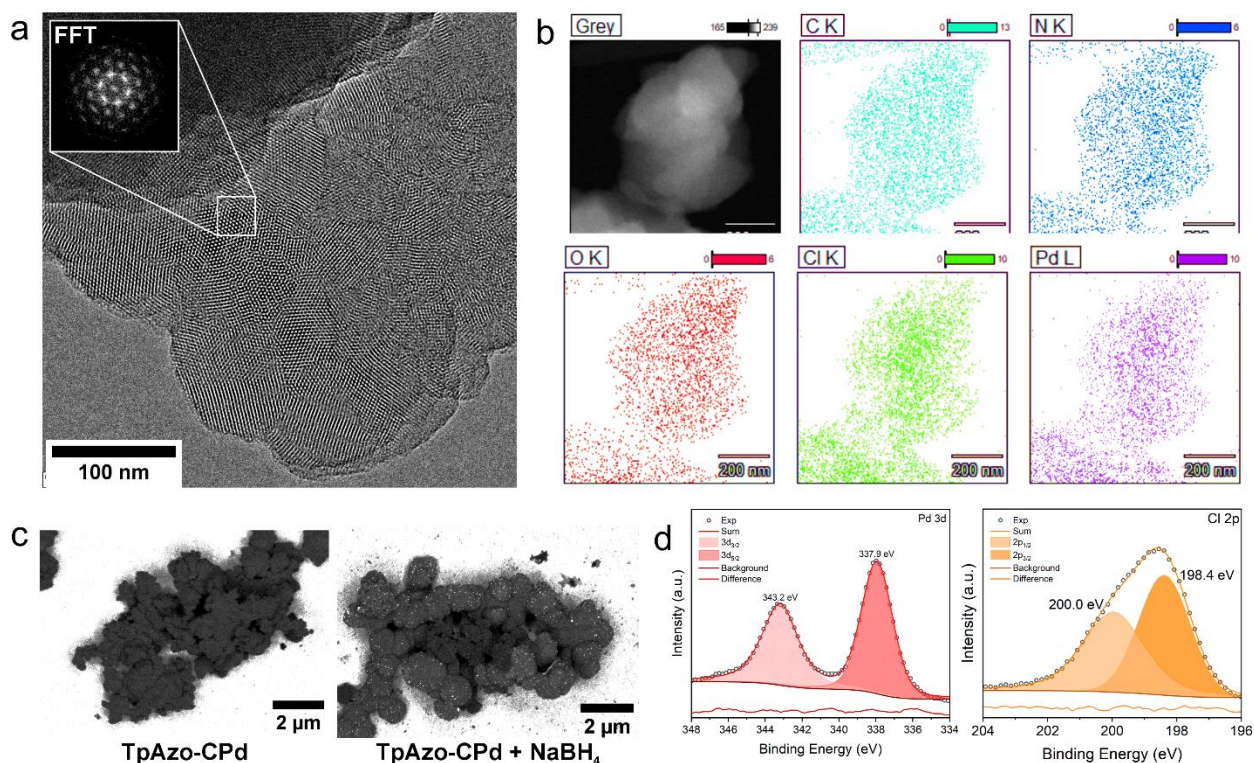 a
FFT
100 nm
b
Grey
165 239
C K
0 13
N K
0 6
O K
0 6
200 nm
Cl K
0 10
200 nm
Pd L
0 10
200 nm
c
2 µm
TpAzo-CPd
2 µm
TpAzo-CPd + NaBH₄
d
Pd 3d
Exp
Sum
3d₃/₂
3d₅/₂
Background
Difference
343.2 eV
337.9 eV
Intensity (a.u.)
348 346 344 342 340 338 336 334
Binding Energy (eV)
Cl 2p
Exp
Sum
2p₁/₂
2p₃/₂
Background
Difference
200.0 eV
198.4 eV
Intensity (a.u.)
204 202 200 198 196
Binding Energy (eV)